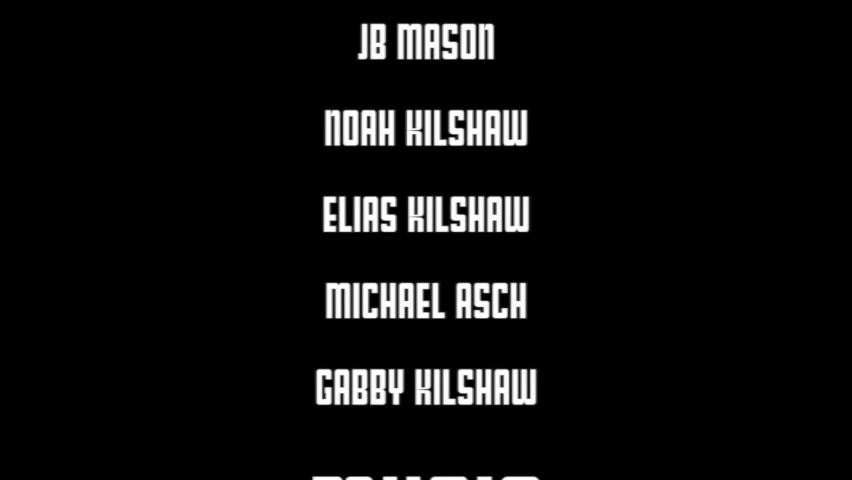 JB MASON
NOAH KILSHAW
ELIAS KILSHAW
MICHAEL ASCH
GABBY KILSHAW